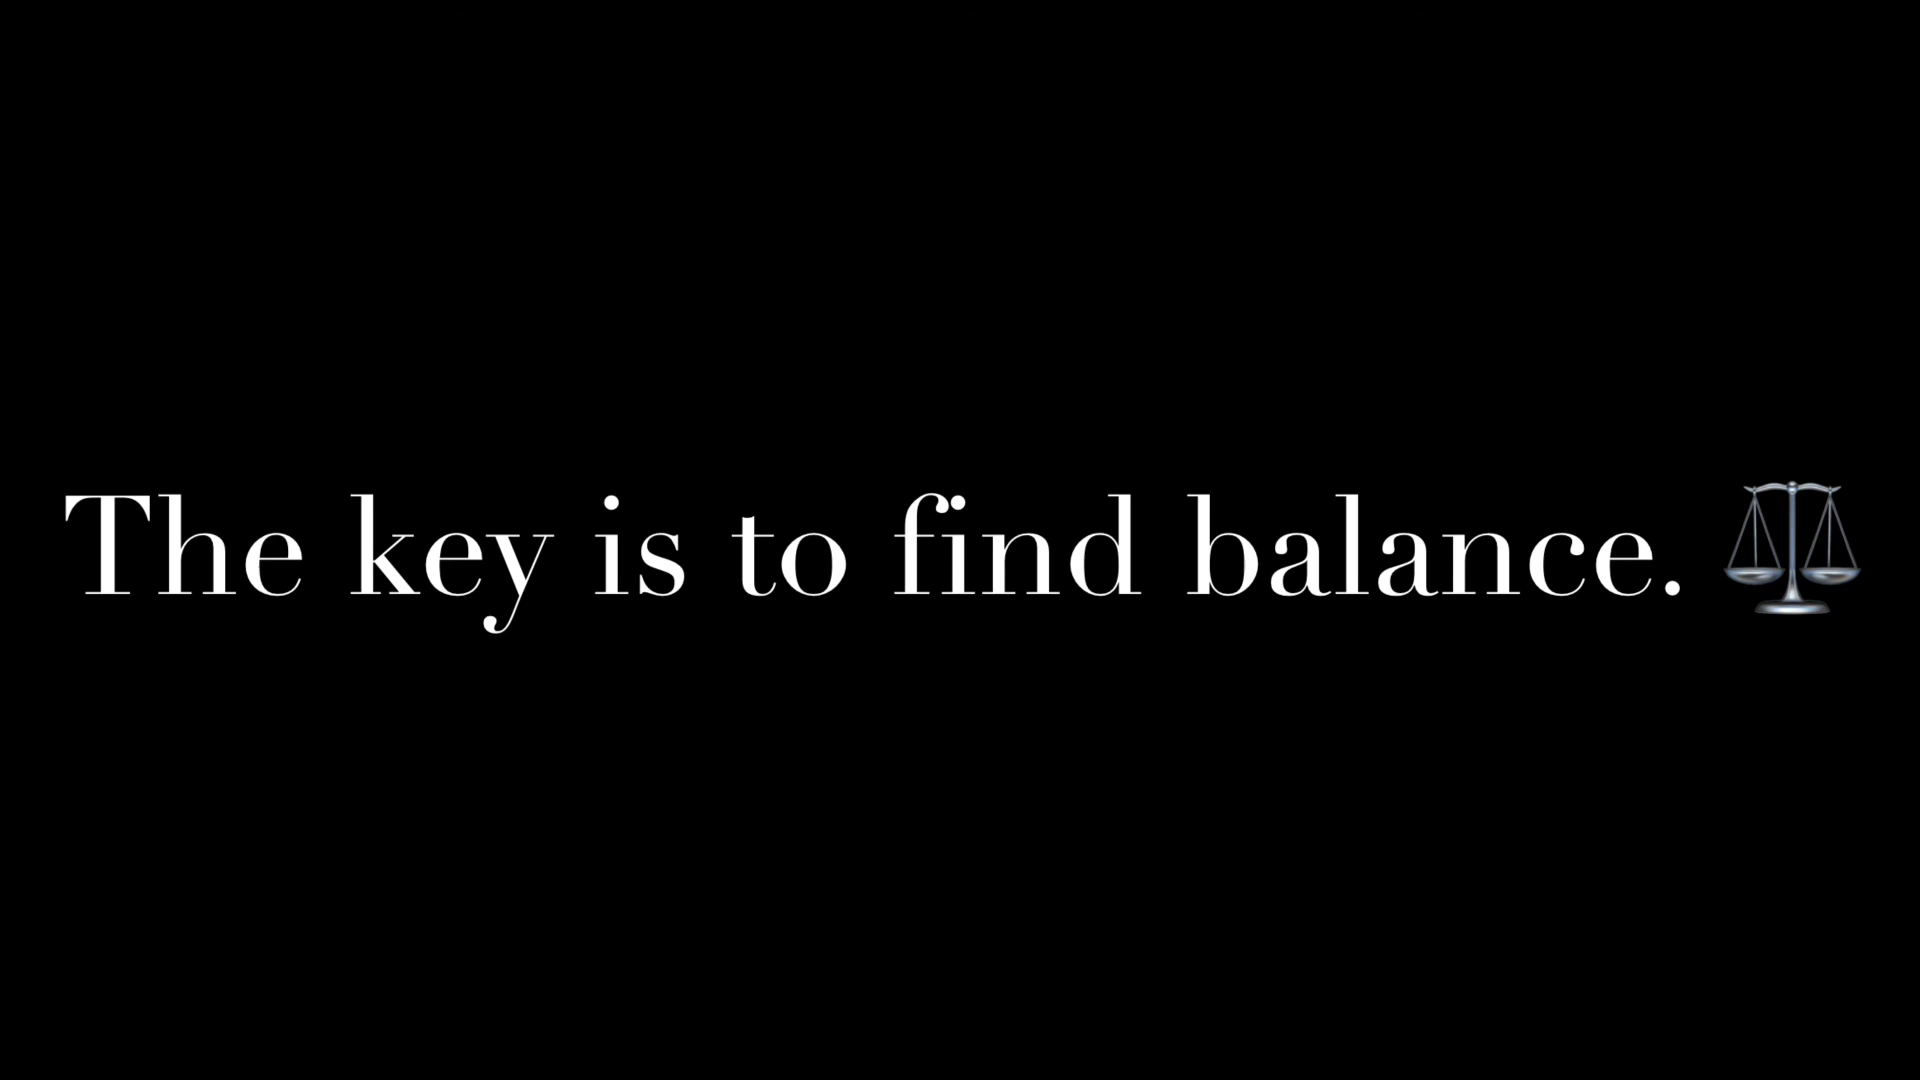 The key is to find balance. ⚖️